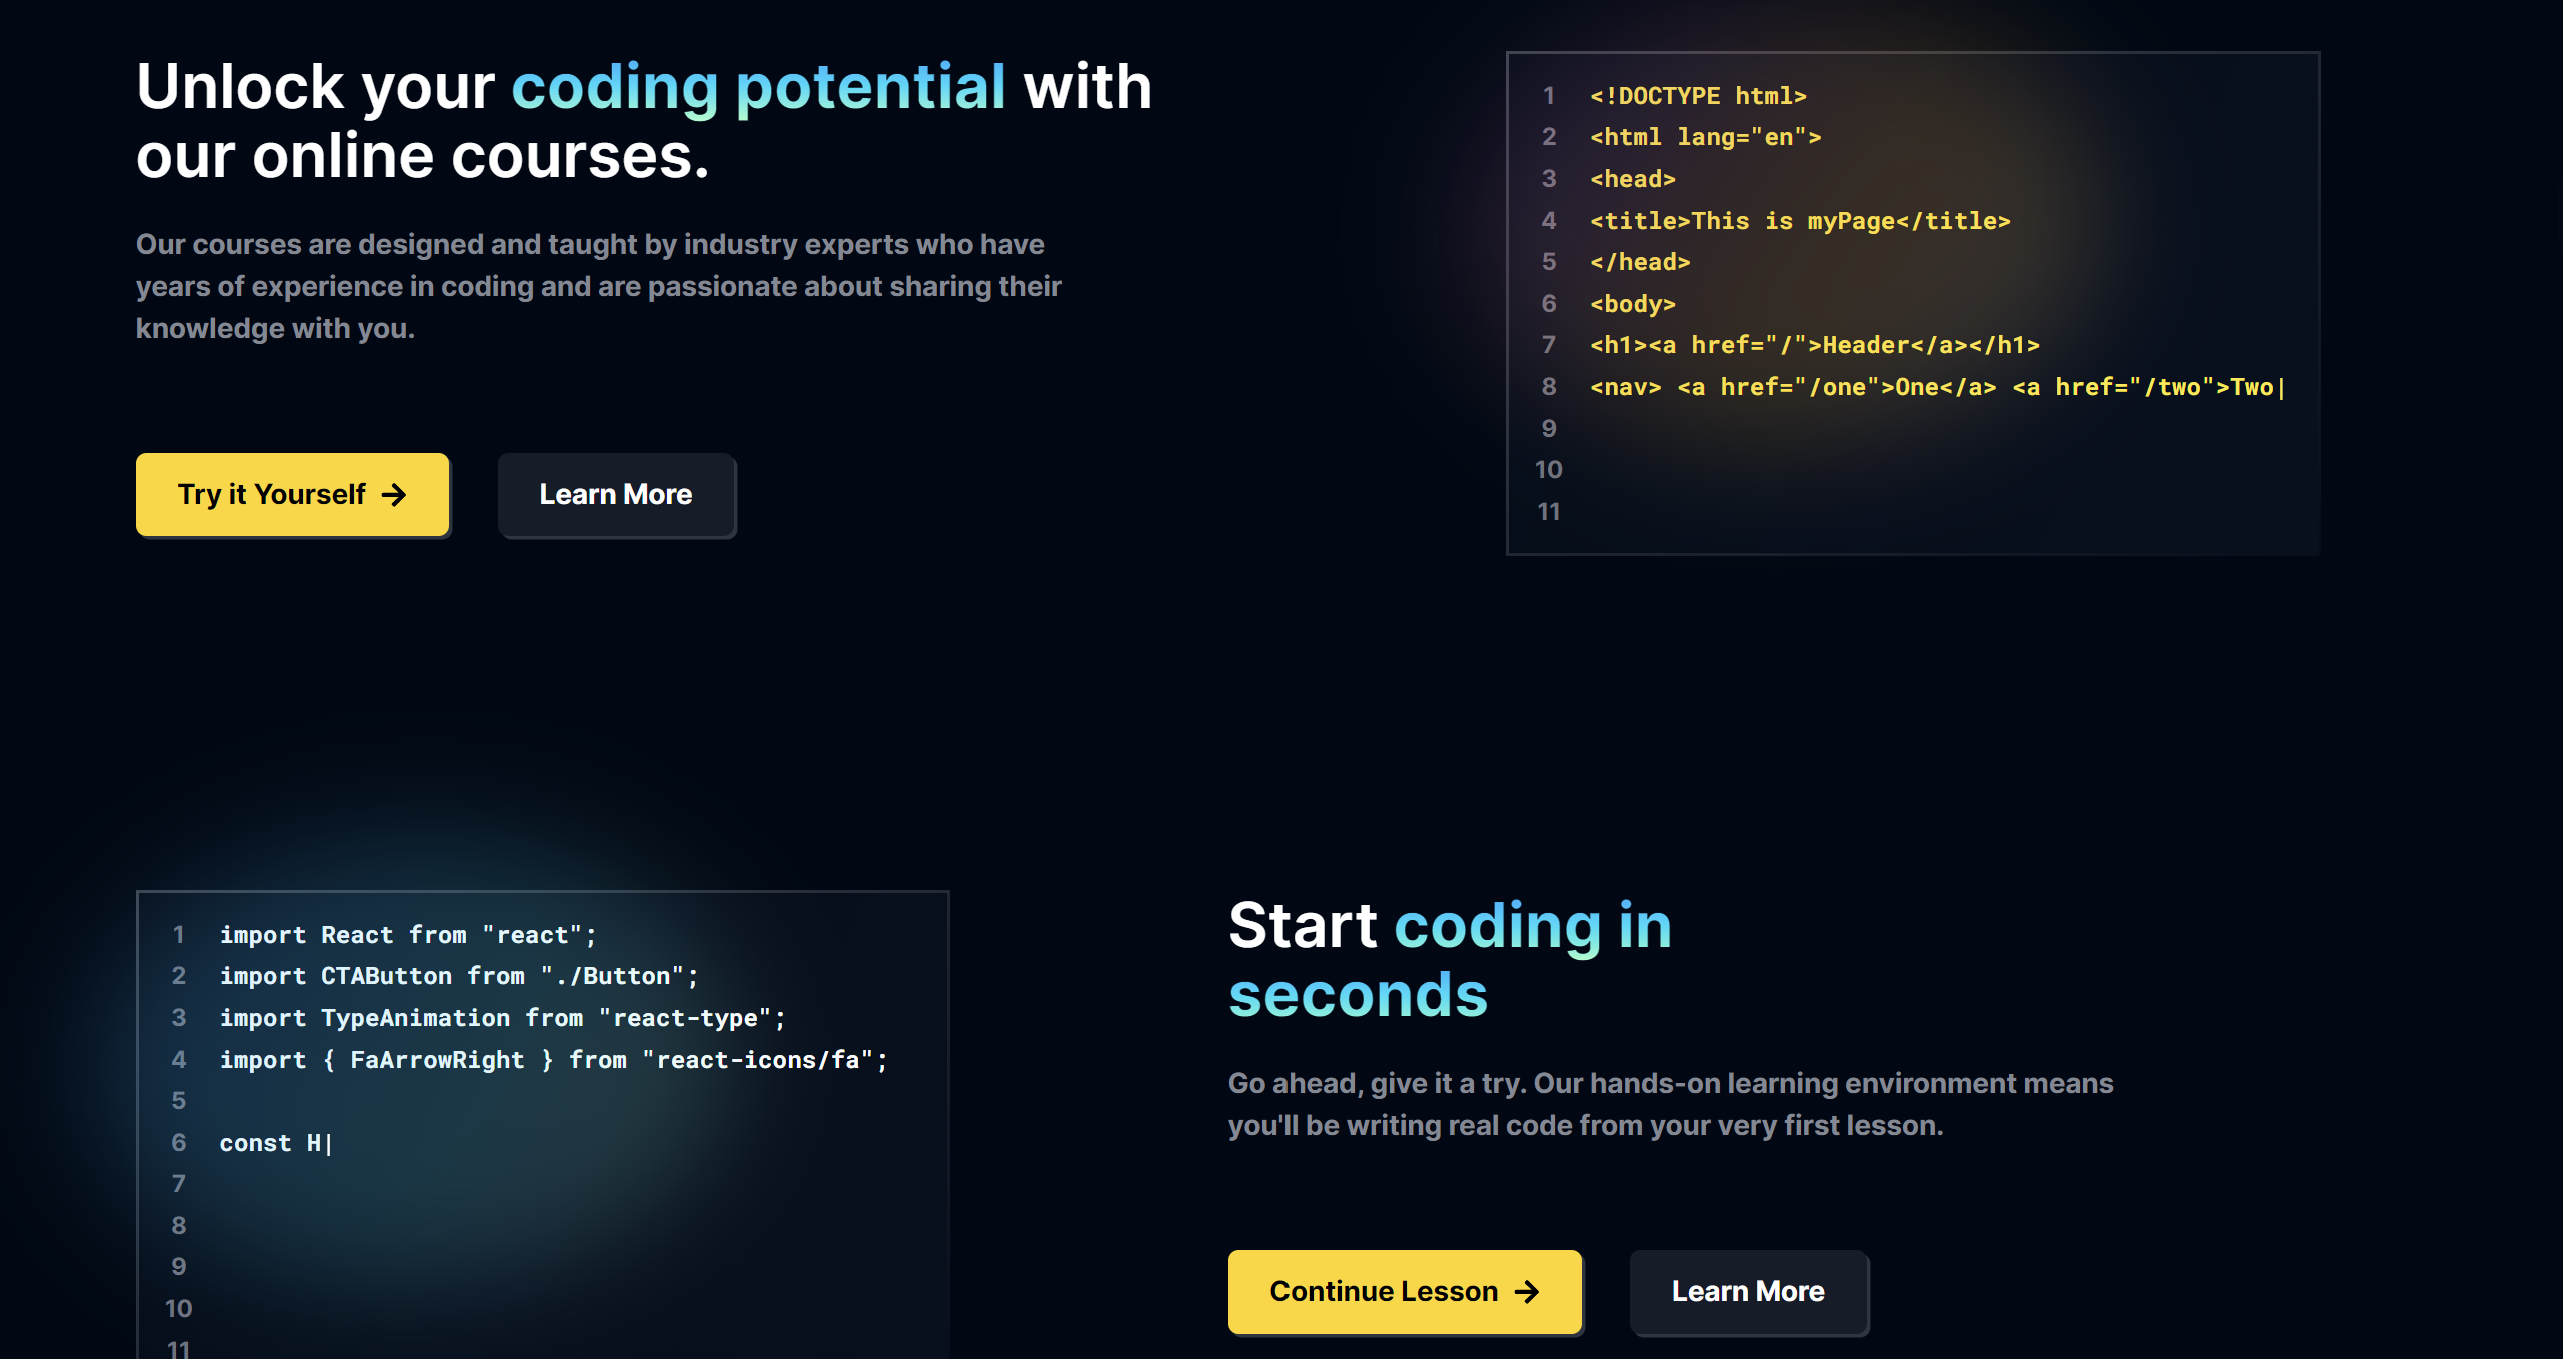 Unlock your coding potential with
our online courses.
Our courses are designed and taught by industry experts who have
years of experience in coding and are passionate about sharing their
knowledge with you.
Try it Yourself →
Learn More
1 <!DOCTYPE html>
2 <html lang="en">
3 <head>
4 <title>This is myPage</title>
5 </head>
6 <body>
7 <h1><a href="/">Header</a></h1>
8 <nav> <a href="/one">One</a> <a href="/two">Two|
9
10
11
1 import React from "react";
2 import CTAButton from "./Button";
3 import TypeAnimation from "react-type";
4 import { FaArrowRight } from "react-icons/fa";
5
6 const H|
7
8
9
10
11
Start coding in
seconds
Go ahead, give it a try. Our hands-on learning environment means
you'll be writing real code from your very first lesson.
Continue Lesson →
Learn More